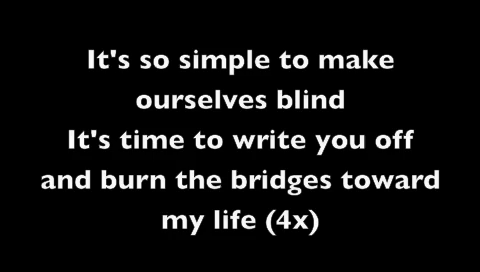 It's so simple to make
ourselves blind
It's time to write you off
and burn the bridges toward
my life (4x)